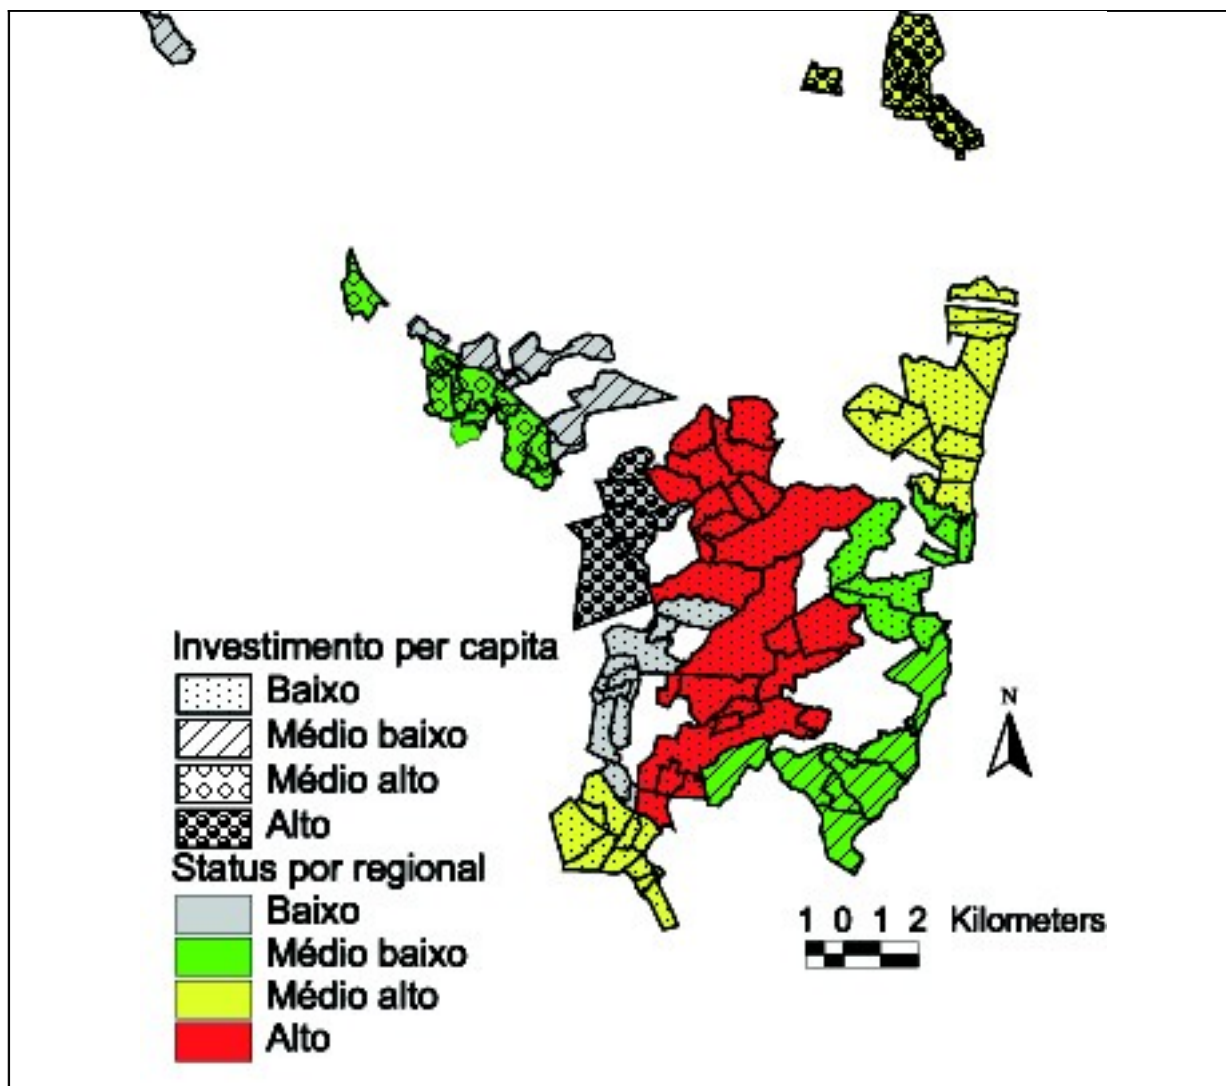 Investimento per capita
Baixo
Médio baixo
Médio alto
Alto
Status por regional
Baixo
Médio baixo
Médio alto
Alto
N
1 0 1 2 Kilometers